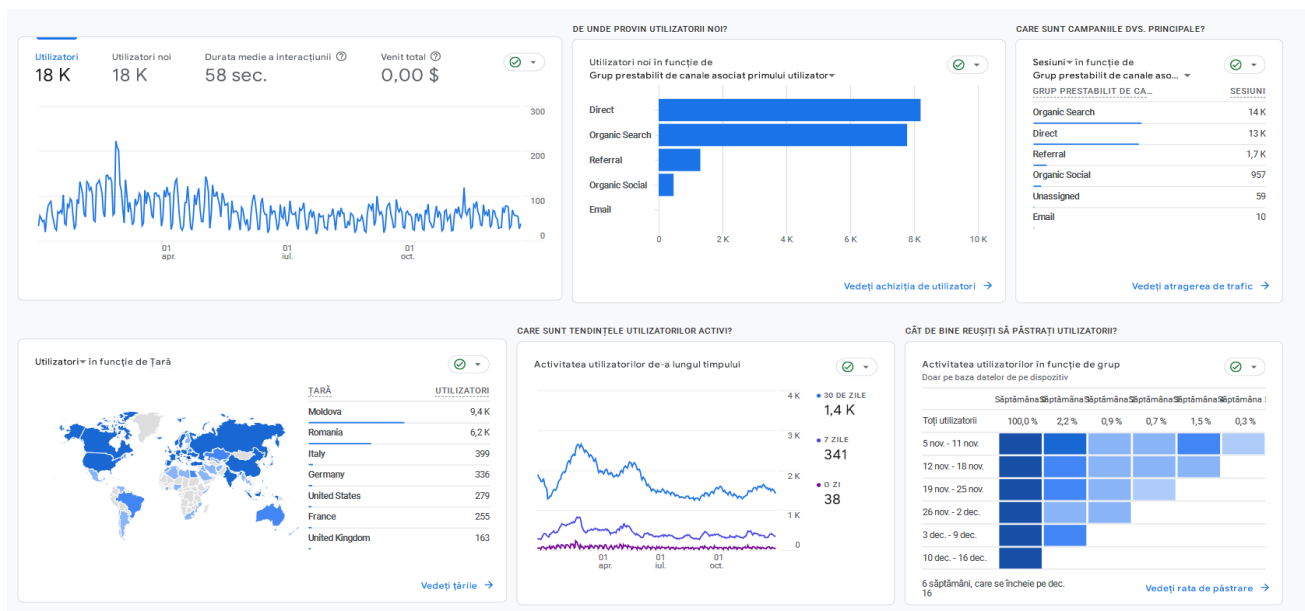 DE UNDE PROVIN UTILIZATORII NOI?
CARE SUNT CAMPANIILE DVS. PRINCIPALE?
Utilizatori
18 K
Utilizatori noi
18 K
Durata medie a interacțiunii
58 sec.
Venit total
0,00 $
300
200
100
0
01 apr.
01 iul.
01 oct.
Utilizatori noi în funcție de
Grup prestabilit de canale asociat primului utilizator
Direct
Organic Search
Referral
Organic Social
Email
0 2 K 4 K 6 K 8 K 10 K
Vedeți achiziția de utilizatori
Sesiuni în funcție de
Grup prestabilit de canale aso...
GRUP PRESTABILIT DE CA... SESIUNI
Organic Search 14 K
Direct 13 K
Referral 1,7 K
Organic Social 957
Unassigned 59
Email 10
Vedeți atragerea de trafic
CARE SUNT TENDINȚELE UTILIZATORILOR ACTIVI?
CÂT DE BINE REUȘIȚI SĂ PĂSTRAȚI UTILIZATORII?
Utilizatori în funcție de Țară
ȚARĂ UTILIZATORI
Moldova 9,4 K
Romania 6,2 K
Italy 399
Germany 336
United States 279
France 255
United Kingdom 163
Vedeți țările
Activitatea utilizatorilor de-a lungul timpului
4 K
3 K
2 K
1 K
0
01 apr.
01 iul.
01 oct.
30 DE ZILE
1,4 K
7 ZILE
341
O ZI
38
Activitatea utilizatorilor în funcție de grup
Doar pe baza datelor de pe dispozitiv
Săptămâna Săptămâna Săptămâna Săptămâna Săptămâna Săptămâna
Toți utilizatorii 100,0 % 2,2 % 0,9 % 0,7 % 1,5 % 0,3 %
5 nov. - 11 nov.
12 nov. - 18 nov.
19 nov. - 25 nov.
26 nov. - 2 dec.
3 dec. - 9 dec.
10 dec. - 16 dec.
6 săptămâni, care se încheie pe dec.
16
Vedeți rata de păstrare